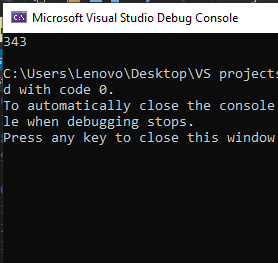 Microsoft Visual Studio Debug Console
343
C:\Users\Lenovo\Desktop\VS projects
d with code 0.
To automatically close the console
le when debugging stops.
Press any key to close this window